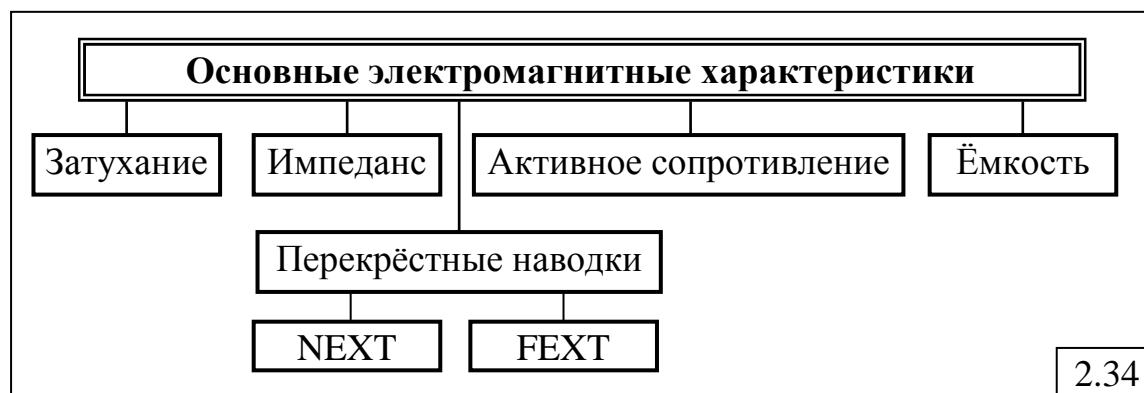 Основные электромагнитные характеристики
Затухание
Импеданс
Активное сопротивление
Ёмкость
Перекрёстные наводки
NEXT
FEXT
2.34